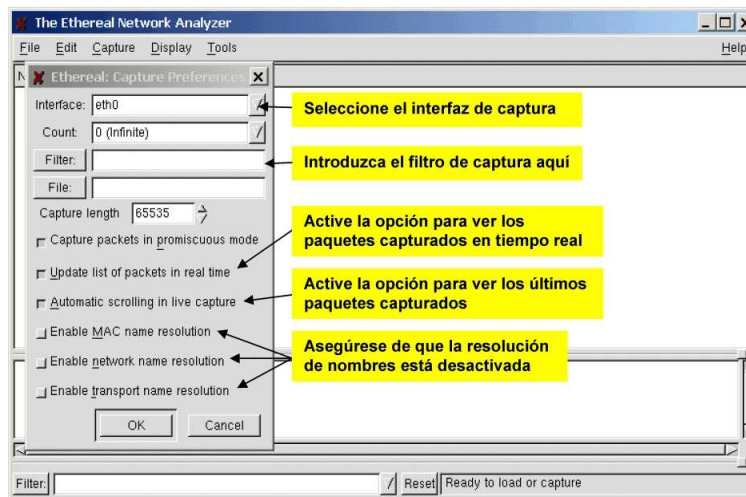 The Ethereal Network Analyzer
File Edit Capture Display Tools Help
N
Ethereal: Capture Preferences
Interface: eth0
Seleccione el interfaz de captura
Count: 0 (Infinite)
Filter:
Introduzca el filtro de captura aquí
File:
Capture length 65535
Capture packets in promiscuous mode
Active la opción para ver los
paquetes capturados en tiempo real
Update list of packets in real time
Automatic scrolling in live capture
Active la opción para ver los últimos
paquetes capturados
Enable MAC name resolution
Enable network name resolution
Asegúrese de que la resolución
de nombres está desactivada
Enable transport name resolution
OK Cancel
Filter: Reset Ready to load or capture